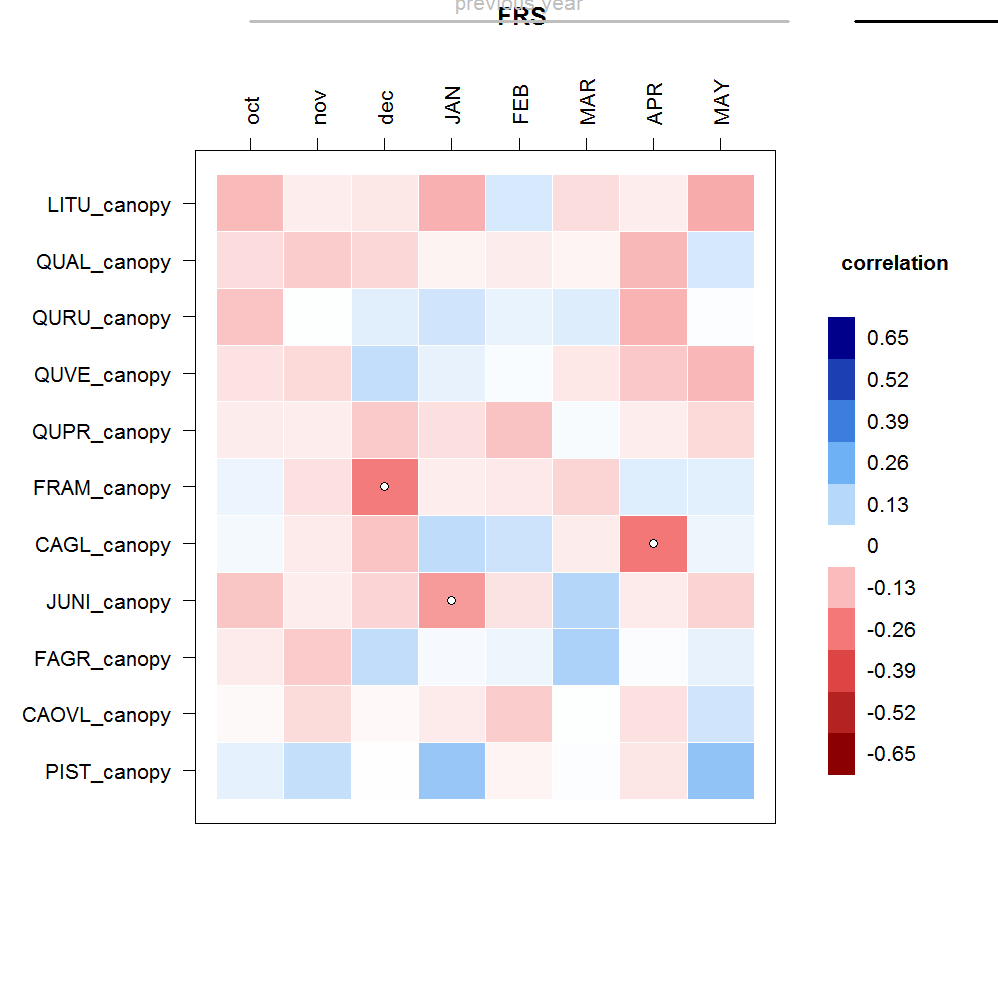 previous year
FRS
oct nov dec JAN FEB MAR APR MAY
LITU_canopy
QUAL_canopy
QURU_canopy
QUVE_canopy
QUPR_canopy
FRAM_canopy
CAGL_canopy
JUNI_canopy
FAGR_canopy
CAOVL_canopy
PIST_canopy
correlation
0.65
0.52
0.39
0.26
0.13
0
-0.13
-0.26
-0.39
-0.52
-0.65